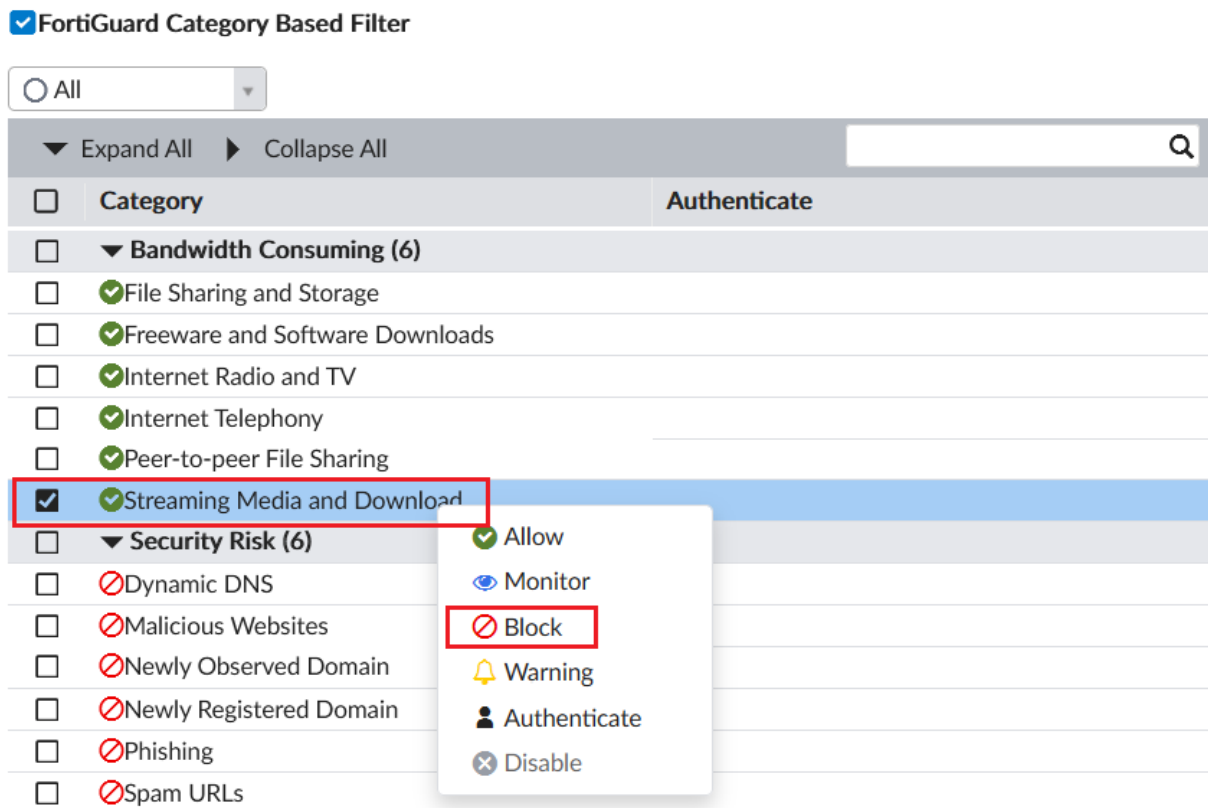 FortiGuard Category Based Filter
All
Expand All Collapse All
Category Authenticate
Bandwidth Consuming (6)
File Sharing and Storage
Freeware and Software Downloads
Internet Radio and TV
Internet Telephony
Peer-to-peer File Sharing
Streaming Media and Download
Allow
Security Risk (6)
Monitor
Dynamic DNS
Block
Malicious Websites
Newly Observed Domain
Warning
Newly Registered Domain
Authenticate
Phishing
Disable
Spam URLs